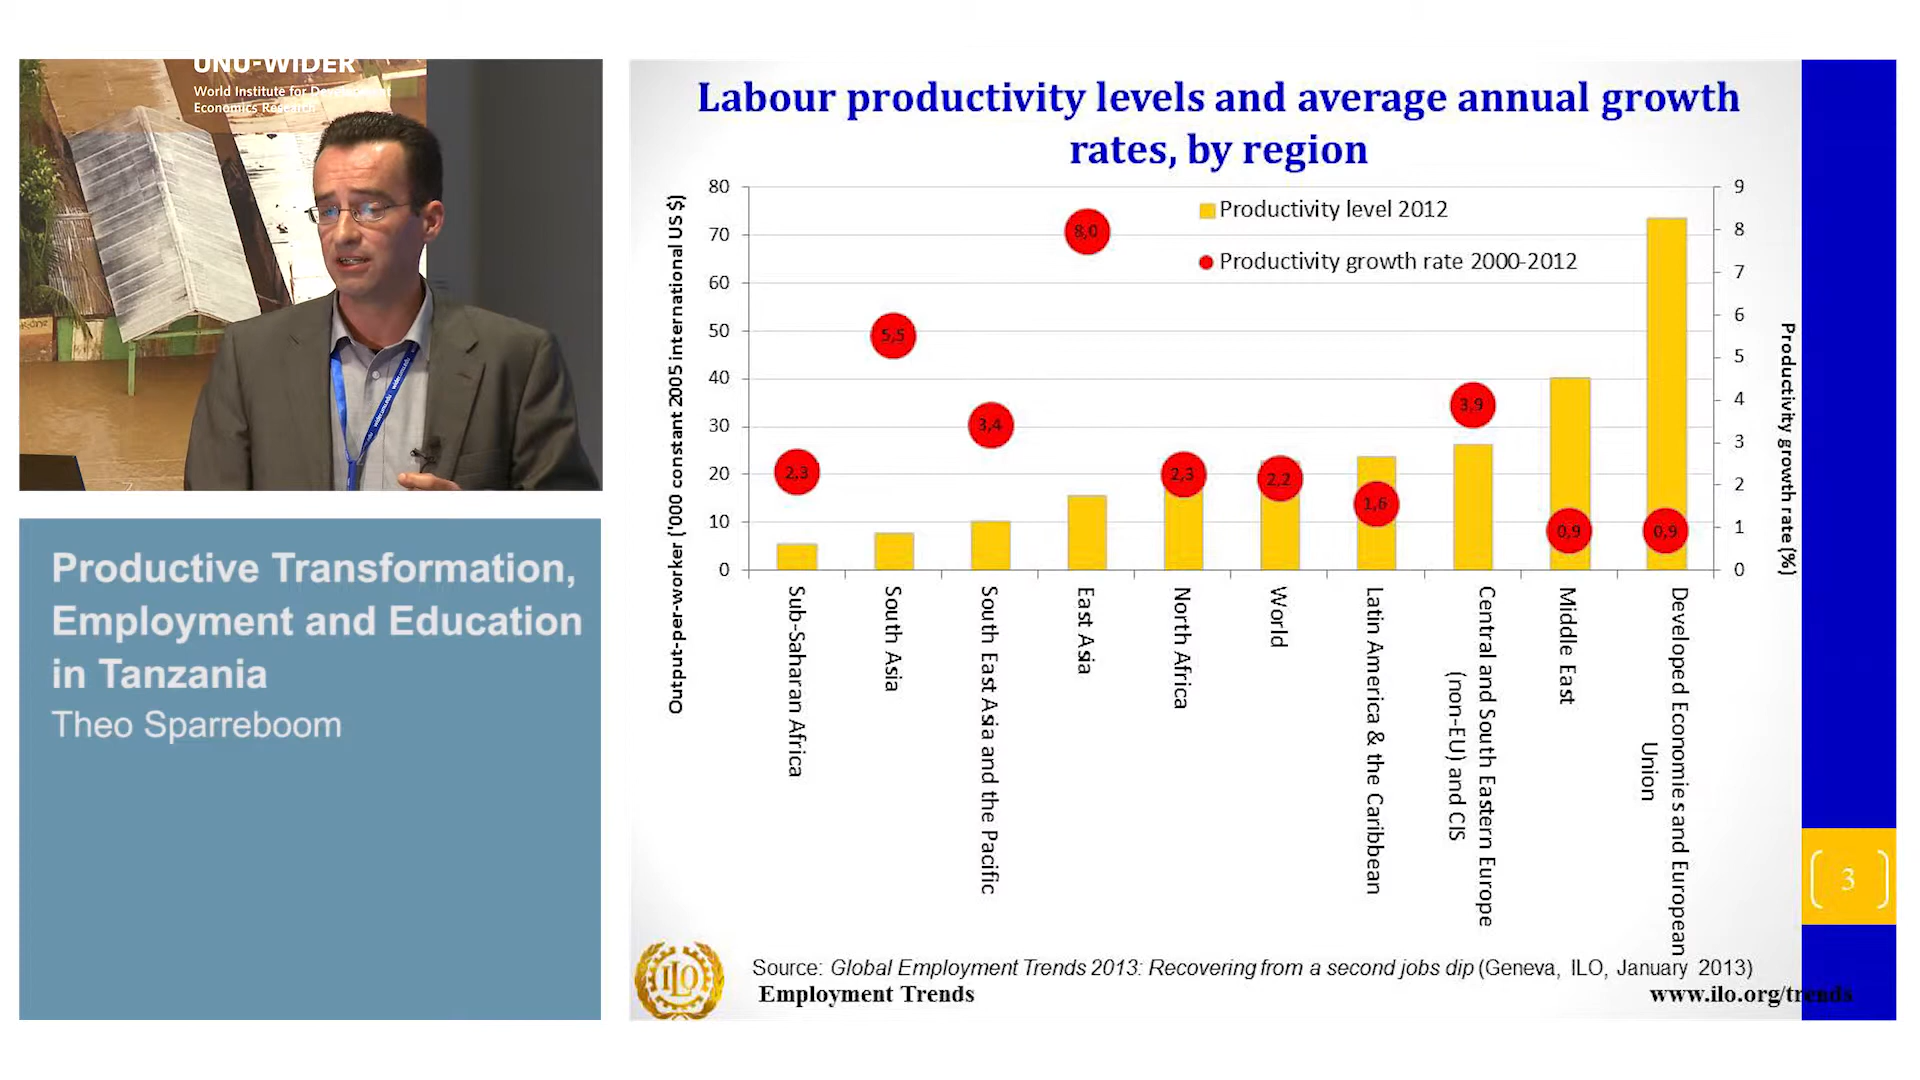 UNU-WIDER
World Institute for Development
Economics Research
Productive Transformation,
Employment and Education
in Tanzania
Theo Sparreboom
Labour productivity levels and average annual growth
rates, by region
Output-per-worker ('000 constant 2005 international US $)
80
70
60
50
40
30
20
10
0
Productivity level 2012
Productivity growth rate 2000-2012
2,3
5,5
3,4
8,0
2,3
2,2
1,6
3,9
0,9
0,9
9
8
7
6
5
4
3
2
1
0
Productivity growth rate (%)
Sub-Saharan Africa
South Asia
South East Asia and the Pacific
East Asia
North Africa
World
Latin America & the Caribbean
Central and South Eastern Europe
(non-EU) and CIS
Middle East
Developed Economies and European
Union
3
ILO
Source: Global Employment Trends 2013: Recovering from a second jobs dip (Geneva, ILO, January 2013)
Employment Trends
www.ilo.org/trends